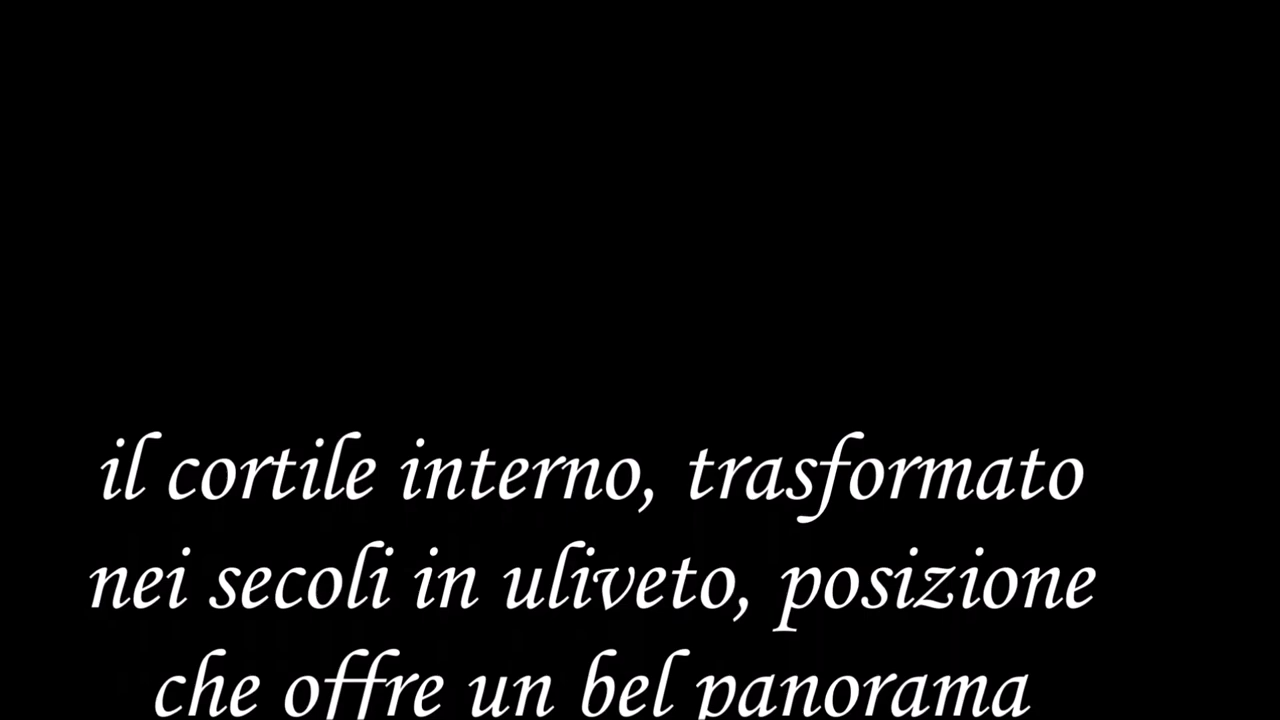 il cortile interno, trasformato
nei secoli in uliveto, posizione
che offre un bel panorama